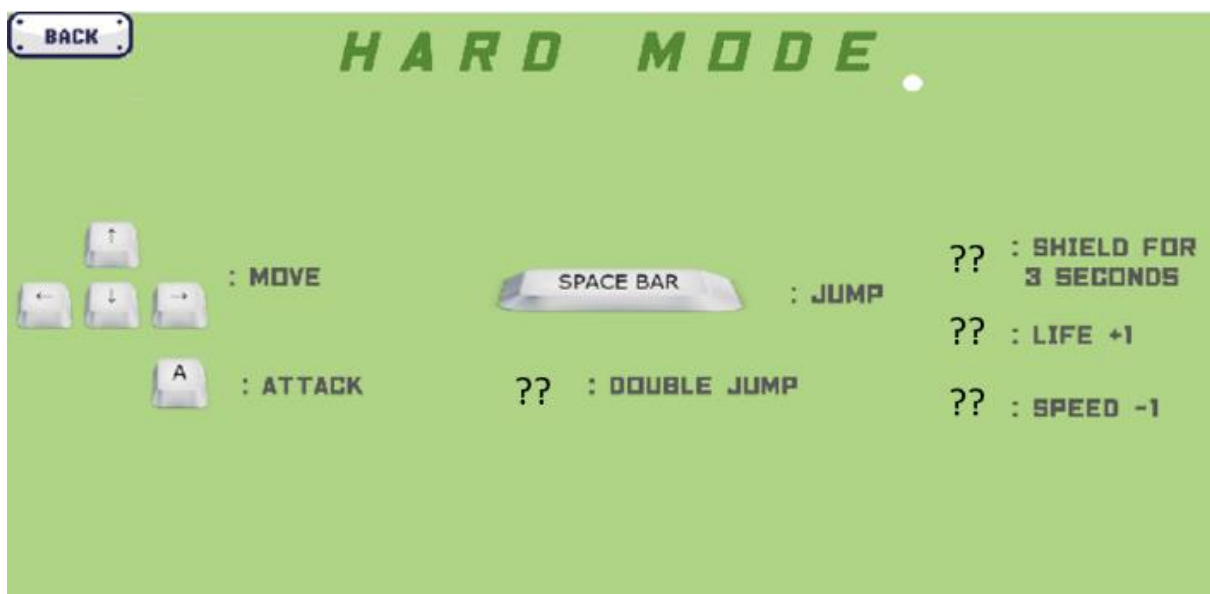 BACK
HARD MODE
↑
← ↓ →
: MOVE
A
: ATTACK
SPACE BAR
: JUMP
?? : DOUBLE JUMP
?? : SHIELD FOR
3 SECONDS
?? : LIFE +1
?? : SPEED -1